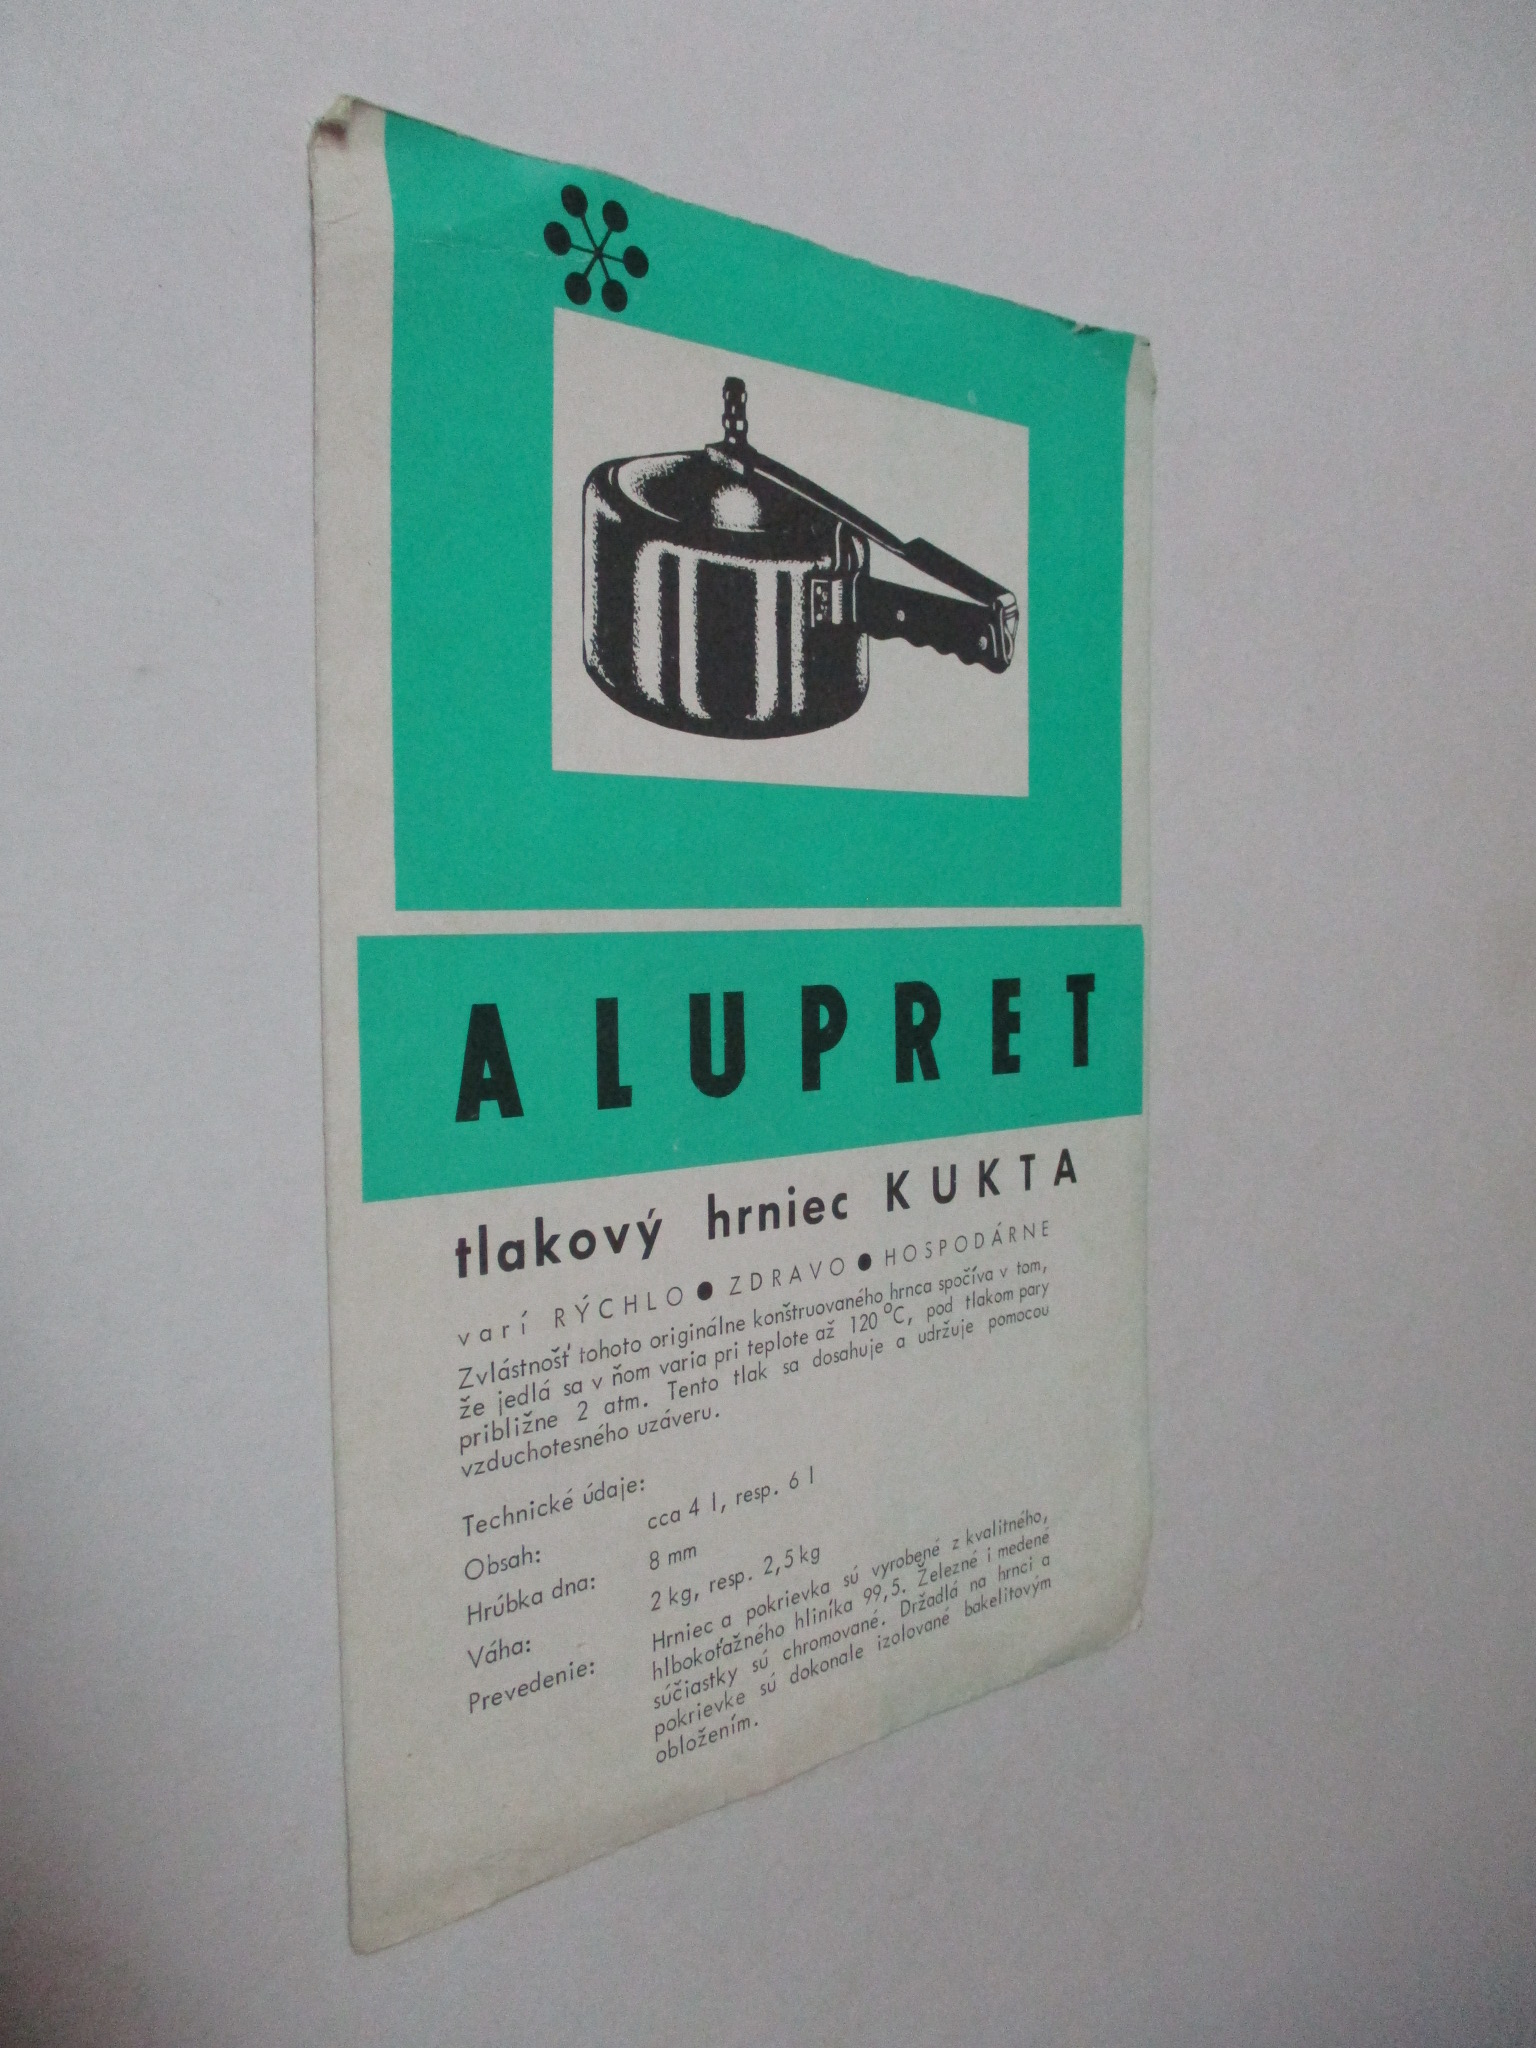 ALUPRET
tlakový hrniec KUKTA
varí RÝCHLO ● ZDRAVO ● HOSPODÁRNE
Zvlástnosť tohoto originálne konštruovaného hrnca spočíva v tom,
že jedlá sa v ňom varia pri teplote až 120 °C, pod tlakom pary
približne 2 atm. Tento tlak sa dosahuje a udržuje pomocou
vzduchotesného uzáveru.
Technické údaje:
Obsah: cca 4 l, resp. 6 l
Hrúbka dna: 8 mm
Váha: 2 kg, resp. 2,5 kg
Prevedenie: Hrniec a pokrievka sú vyrobené z kvalitného,
hlbokoťažného hliníka 99,5. Železné i medené
súčiastky sú chromované. Držadlá na hrnci a
pokrievke sú dokonale izolované bakelitovým
obložením.